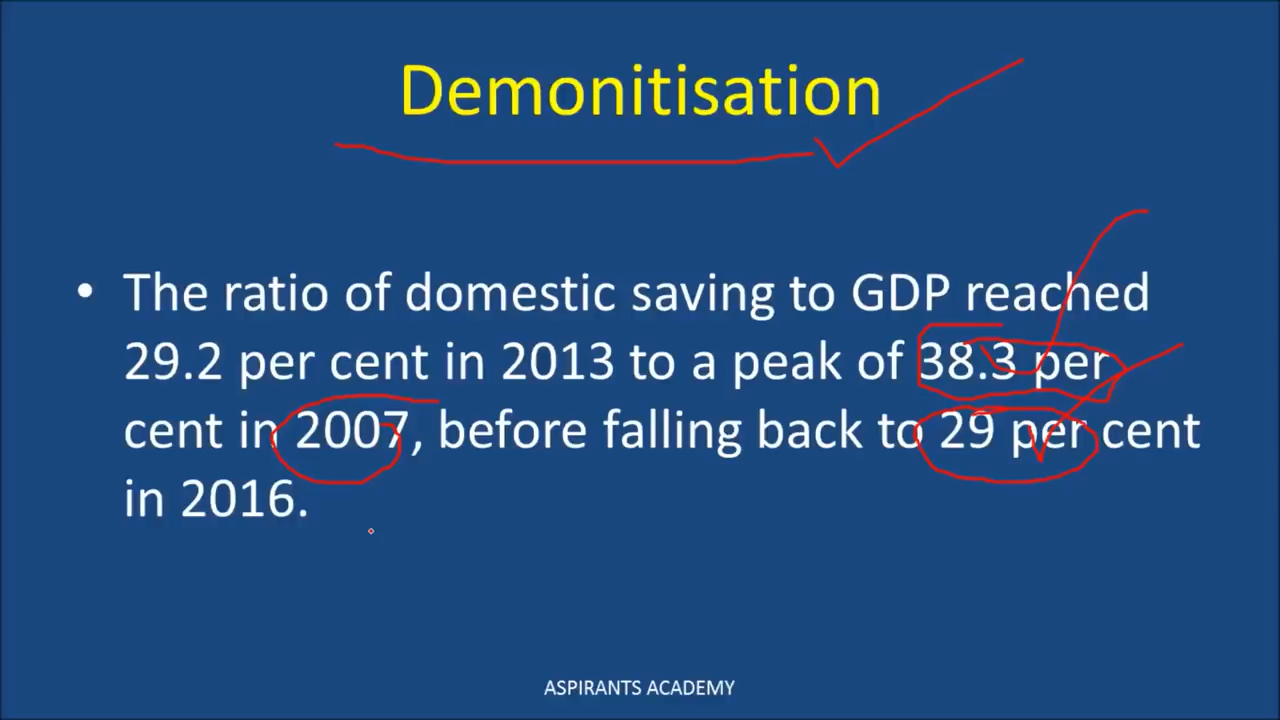 Demonitisation
• The ratio of domestic saving to GDP reached
29.2 per cent in 2013 to a peak of 38.3 per
cent in 2007, before falling back to 29 per cent
in 2016.
ASPIRANTS ACADEMY